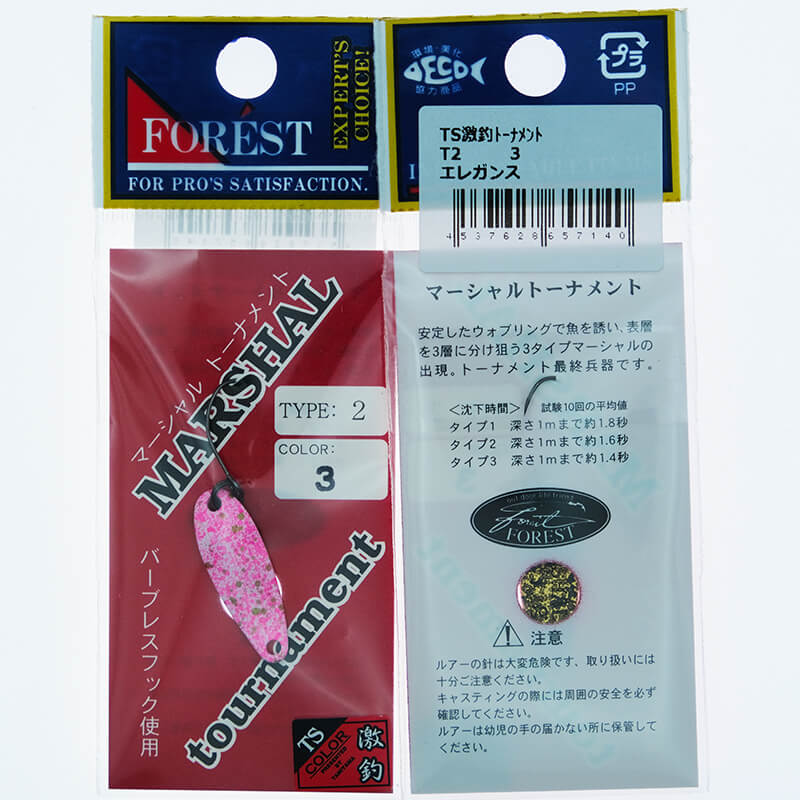 FORÉST
FOR PRO'S SATISFACTION.
EXPERT'S
CHOICE!
マーシャル トーナメント
MARSHAL
TYPE: 2
COLOR:
3
バーブレスフック使用
tournament
TS
COLOR
PRESENTED
BY
激釣
環境・美化
ECO
協力商品
プラ
PP
TS激釣トーナメント
T2 3
エレガンス
4537628657140
マーシャルトーナメント
安定したウォブリングで魚を誘い、表層
を3層に分け狙う3タイプマーシャルの
出現。トーナメント最終兵器です。
〈沈下時間〉 試験10回の平均値
タイプ1 深さ1mまで約1.8秒
タイプ2 深さ1mまで約1.6秒
タイプ3 深さ1mまで約1.4秒
Forest
FOREST
注意
ルアーの針は大変危険です、取り扱いには
十分ご注意ください。
キャスティングの際には周囲の安全を必ず
確認してください。
ルアーは幼児の手の届かない所に保管して
ください。